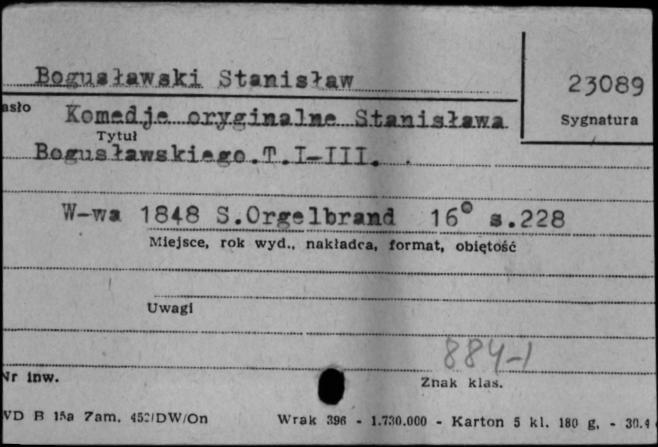 Bogusławski Stanisław
23089
asło
Komedje oryginalne Stanisława
Sygnatura
Tytuł
Bogusławskiego.T.I-III.
W-wa 1848 S.Orgelbrand 16° s.228
Miejsce, rok wyd., nakładca, format, objętość
Uwagi
884-1
Nr inw.
Znak klas.
WD B 15a Zam. 452/DW/On Wrak 396 - 1.730.000 - Karton 5 kl. 180 g. - 30.4